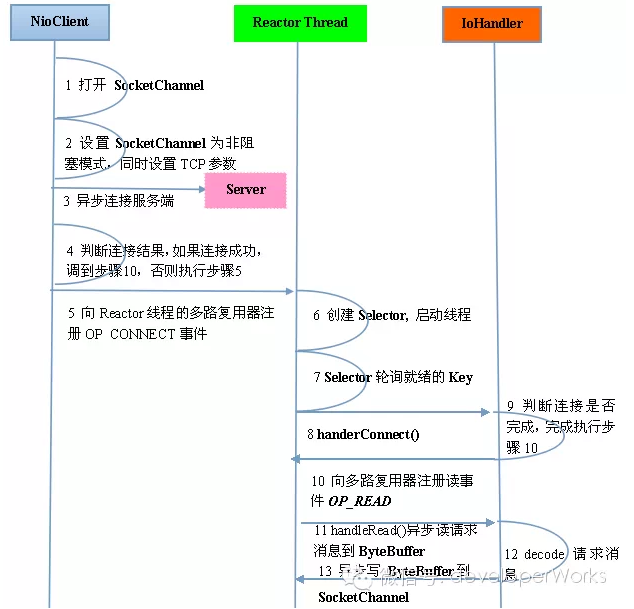 NioClient
Reactor Thread
IoHandler
1 打开 SocketChannel
2 设置 SocketChannel 为非阻
塞模式，同时设置 TCP 参数
Server
3 异步连接服务端
4 判断连接结果,如果连接成功，
调到步骤10，否则执行步骤5
5 向 Reactor 线程的多路复用器注
册 OP_CONNECT 事件
6 创建 Selector, 启动线程
7 Selector 轮询就绪的 Key
8 handerConnect()
9 判断连接是否
完成，完成执行步
骤 10
10 向多路复用器注册读事
件 OP_READ
11 handleRead()异步读请求
消息到 ByteBuffer
12 decode 请求消
息
13 异步写 ByteBuffer 到
SocketChannel
微信号: developerWorks